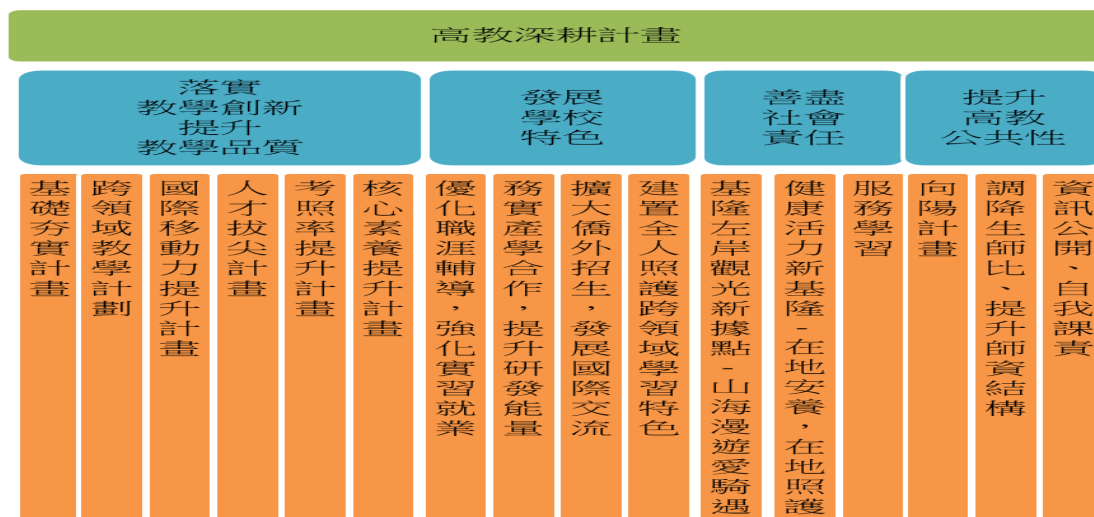 高教深耕計畫
落實
教學創新
提升
教學品質
發展
學校
特色
善盡
社會
責任
提升
高教
公共性
基礎夯實計畫
跨領域教學計劃
國際移動力提升計畫
人才拔尖計畫
考照率提升計畫
核心素養提升計畫
優化職涯輔導，強化實習就業
務實產學合作，提升研發能量
擴大僑外招生，發展國際交流
建置全人照護跨領域學習特色
基隆左岸觀光新據點-山海漫遊愛騎遇
健康活力新基隆-在地安養，在地照護
服務學習
向陽計畫
調降生師比、提升師資結構
資訊公開、自我課責